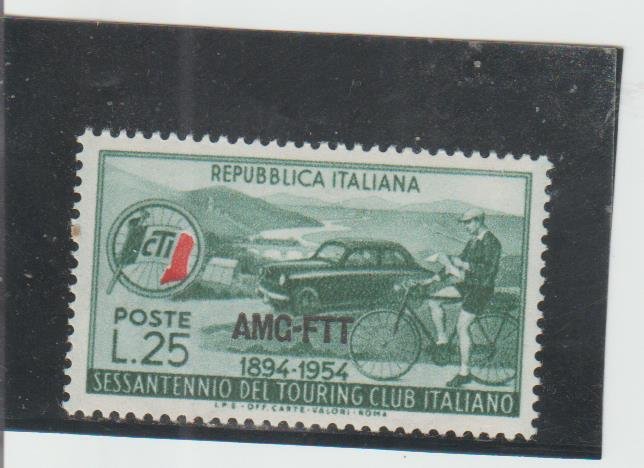 REPUBBLICA ITALIANA
CTI
POSTE
L.25
AMG-FTT
1894-1954
SESSANTENNIO DEL TOURING CLUB ITALIANO
I.P.S-OFF.CARTE-VALORI-ROMA